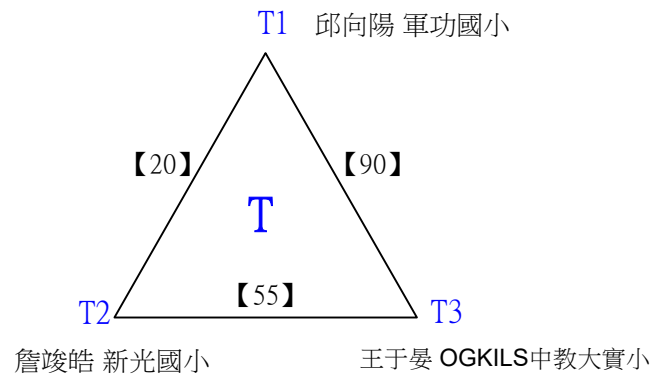 T1 邱向陽 軍功國小
【20】 【90】
T
【55】
T2 T3
詹竣皓 新光國小 王于晏 OGKILS中教大實小